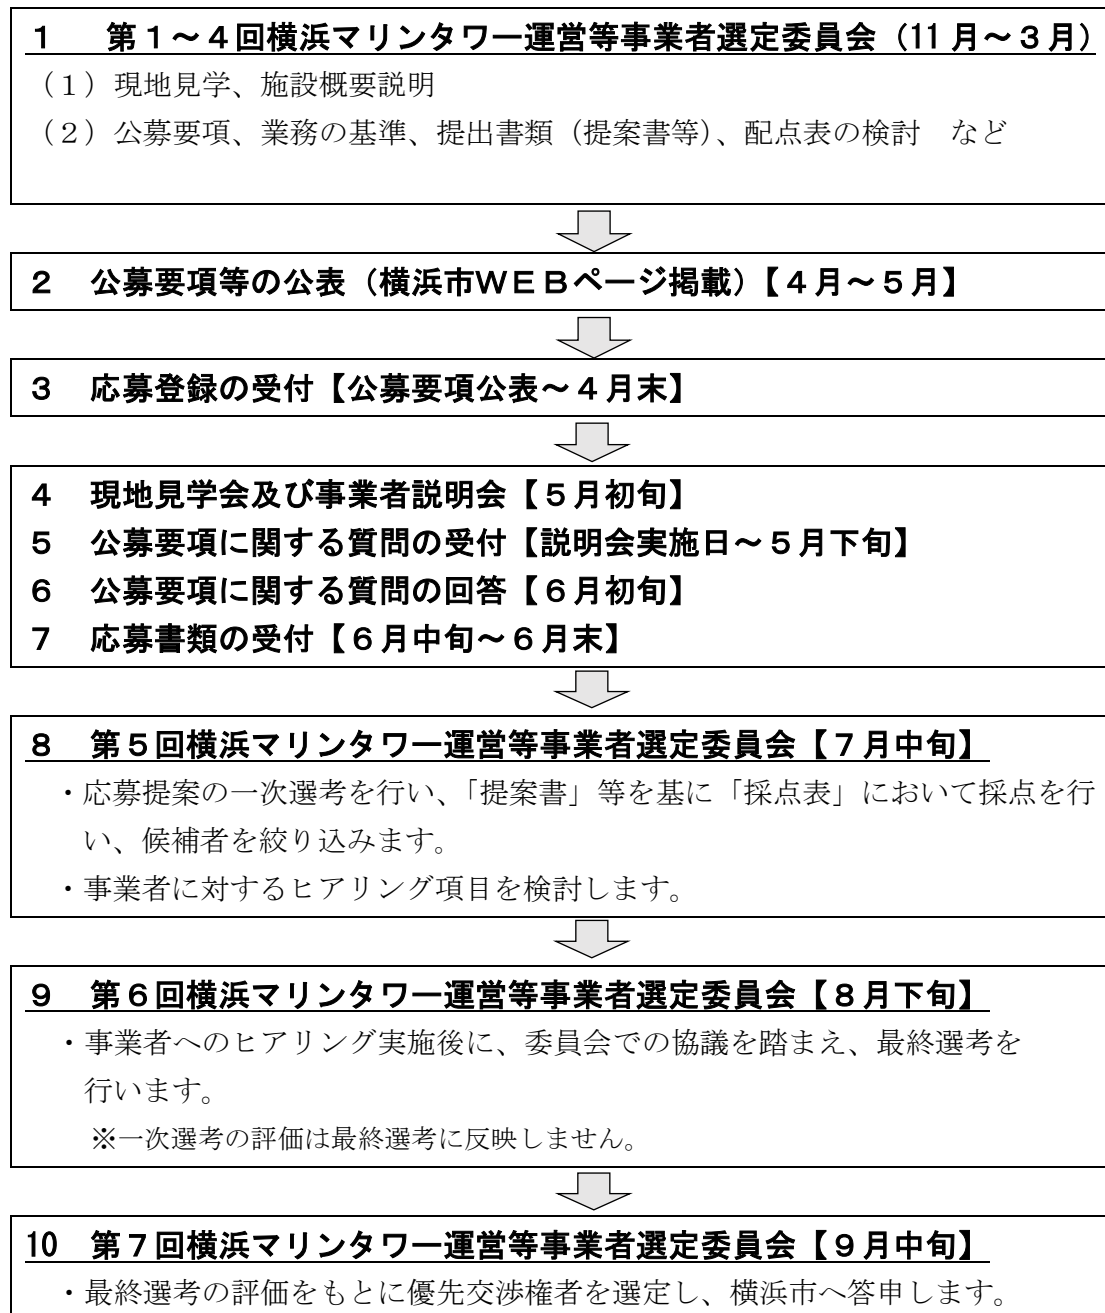 １　第１～４回横浜マリンタワー運営等事業者選定委員会（11月～３月）
（１）現地見学、施設概要説明
（２）公募要項、業務の基準、提出書類（提案書等）、配点表の検討　など
２　公募要項等の公表（横浜市ＷＥＢページ掲載）【４月～５月】
３　応募登録の受付【公募要項公表～４月末】
４　現地見学会及び事業者説明会【５月初旬】
５　公募要項に関する質問の受付【説明会実施日～５月下旬】
６　公募要項に関する質問の回答【６月初旬】
７　応募書類の受付【６月中旬～６月末】
８　第５回横浜マリンタワー運営等事業者選定委員会【７月中旬】
・応募提案の一次選考を行い、「提案書」等を基に「採点表」において採点を行
い、候補者を絞り込みます。
・事業者に対するヒアリング項目を検討します。
９　第６回横浜マリンタワー運営等事業者選定委員会【８月下旬】
・事業者へのヒアリング実施後に、委員会での協議を踏まえ、最終選考を
行います。
※一次選考の評価は最終選考に反映しません。
10　第７回横浜マリンタワー運営等事業者選定委員会【９月中旬】
・最終選考の評価をもとに優先交渉権者を選定し、横浜市へ答申します。